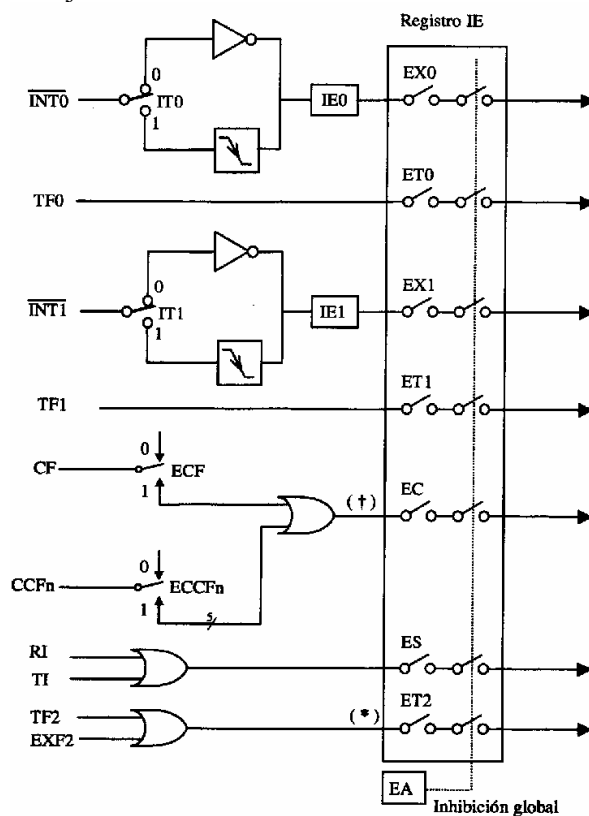 Registro IE
0
EX0
INT0
IT0
IE0
1
ET0
TF0
0
EX1
INT1
IT1
IE1
1
ET1
TF1
0
CF
ECF
1
(†)
EC
0
CCFn
ECCFn
1
5
RI
ES
TI
TF2
(*)
ET2
EXF2
EA
Inhibición global